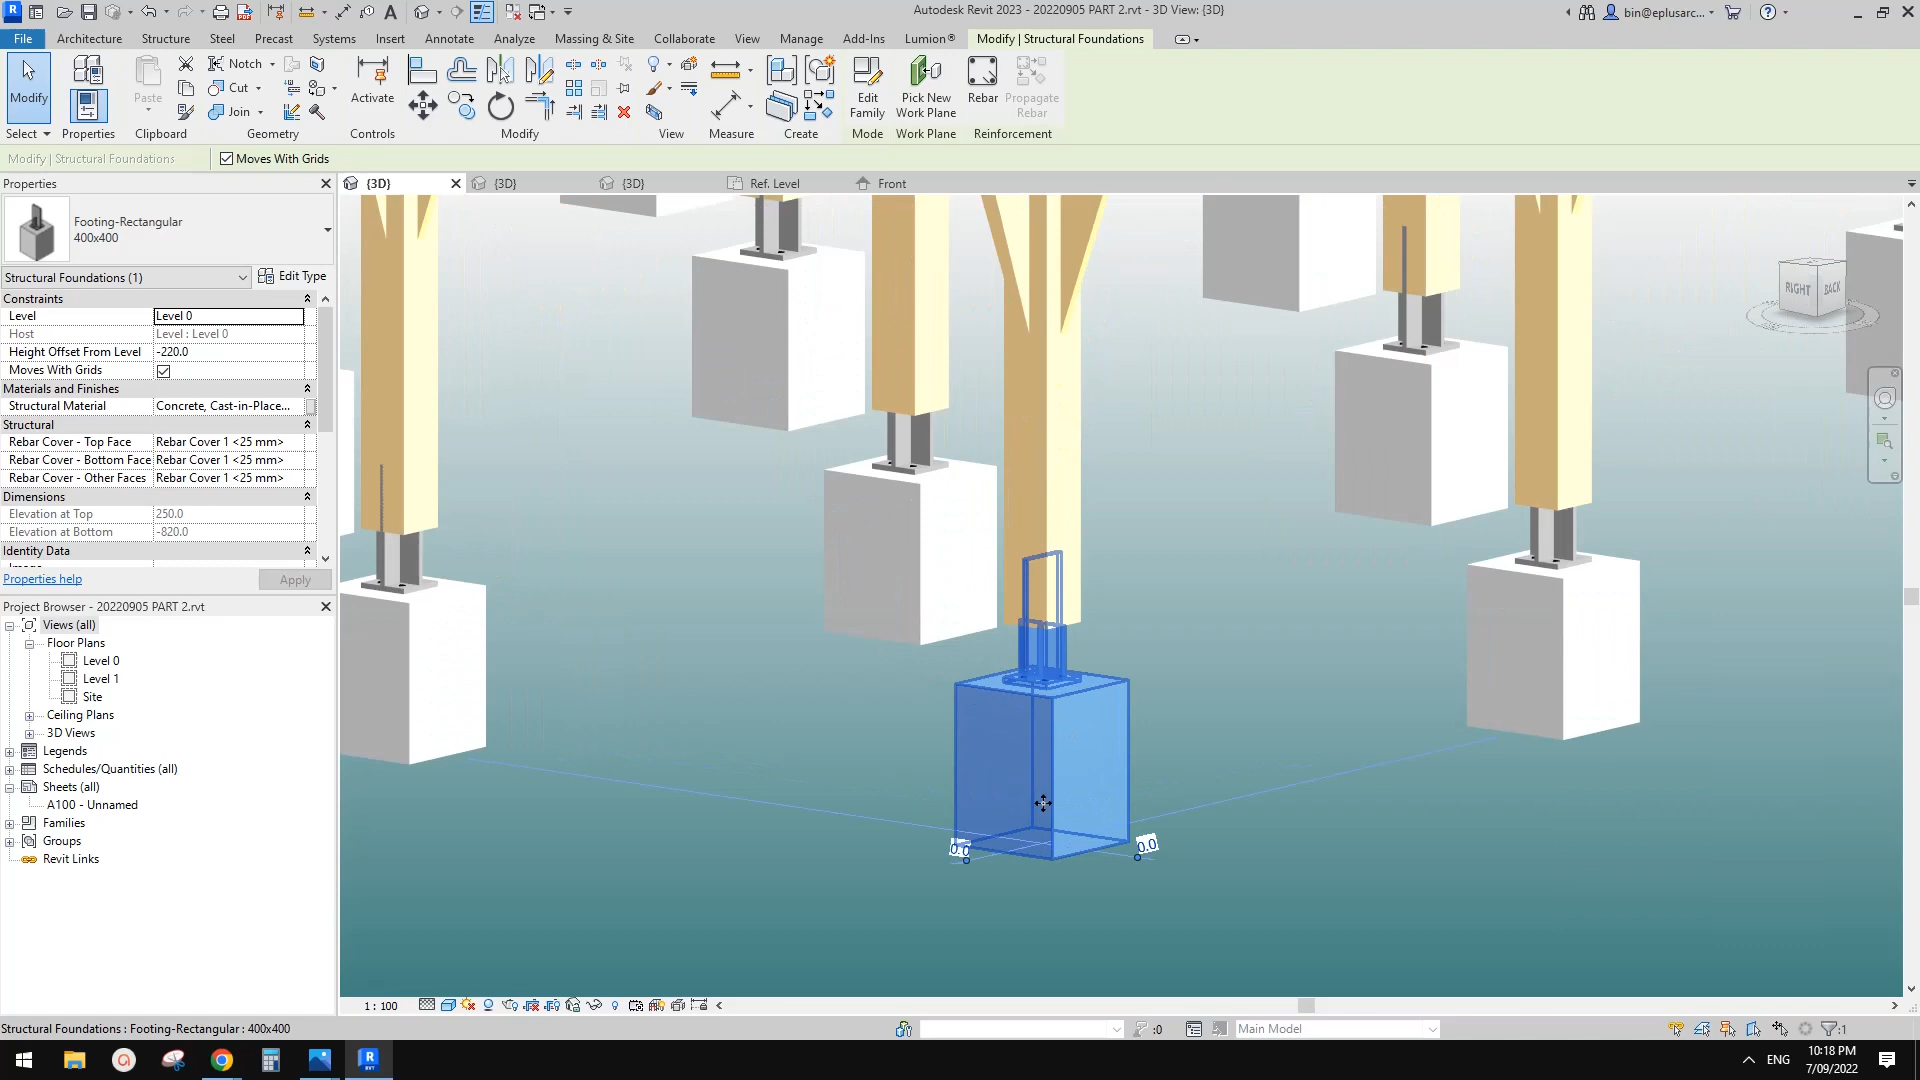 Autodesk Revit 2023 - 20220905 PART 2.rvt - 3D View: {3D}
bin@eplusarc...
File Architecture Structure Steel Precast Systems Insert Annotate Analyze Massing & Site Collaborate View Manage Add-Ins Lumion® Modify | Structural Foundations
Modify
Paste
Notch
Cut
Join
Activate
Edit Family
Pick New Work Plane
Rebar
Propagate Rebar
Select Properties Clipboard Geometry Controls Modify View Measure Create Mode Work Plane Reinforcement
Modify | Structural Foundations Moves With Grids
Properties
{3D} {3D} {3D} Ref. Level Front
Footing-Rectangular
400x400
Structural Foundations (1) Edit Type
Constraints
Level Level 0
Host Level : Level 0
Height Offset From Level -220.0
Moves With Grids
Materials and Finishes
Structural Material Concrete, Cast-in-Place...
Structural
Rebar Cover - Top Face Rebar Cover 1 <25 mm>
Rebar Cover - Bottom Face Rebar Cover 1 <25 mm>
Rebar Cover - Other Faces Rebar Cover 1 <25 mm>
Dimensions
Elevation at Top 250.0
Elevation at Bottom -820.0
Identity Data
Properties help Apply
Project Browser - 20220905 PART 2.rvt
Views (all)
Floor Plans
Level 0
Level 1
Site
Ceiling Plans
3D Views
Legends
Schedules/Quantities (all)
Sheets (all)
A100 - Unnamed
Families
Groups
Revit Links
RIGHT BACK
0.0 0.0
1 : 100
Structural Foundations : Footing-Rectangular : 400x400
:0
Main Model
:1
ENG
10:18 PM
7/09/2022